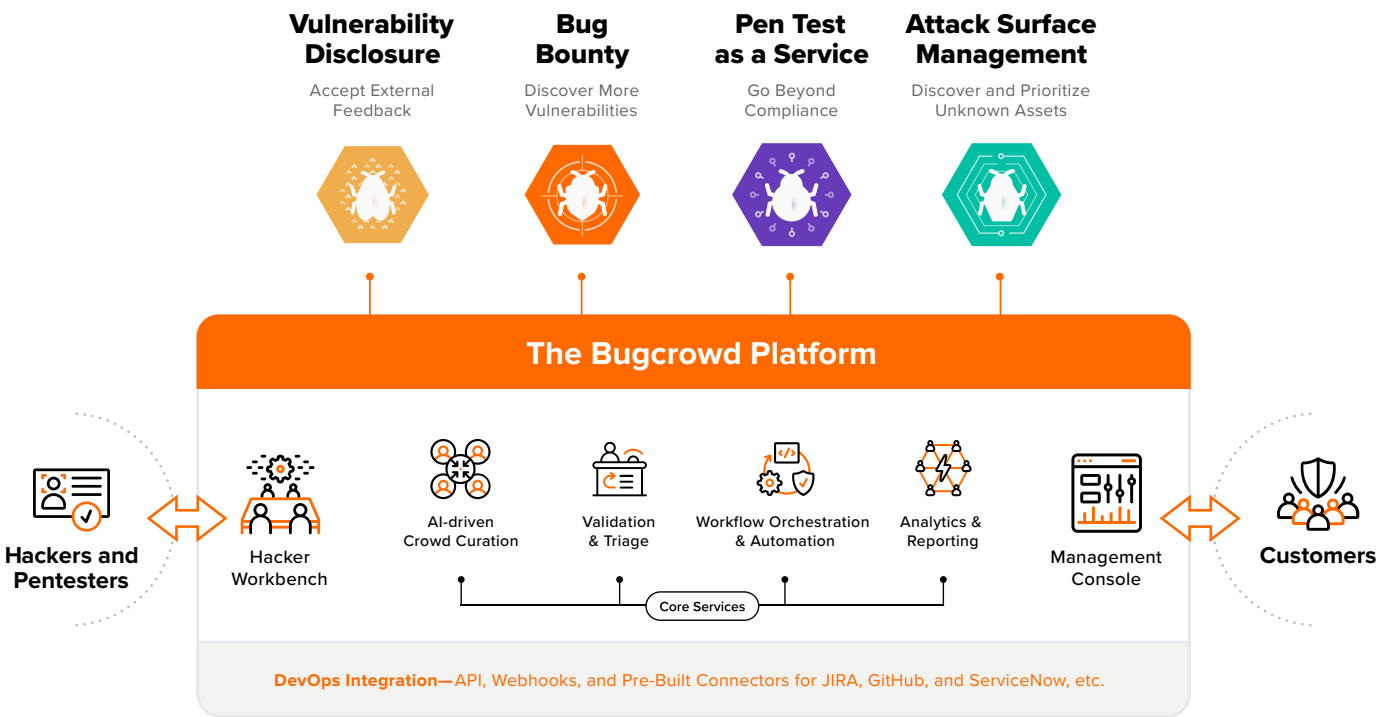 Vulnerability
Disclosure
Accept External
Feedback
Bug
Bounty
Discover More
Vulnerabilities
Pen Test
as a Service
Go Beyond
Compliance
Attack Surface
Management
Discover and Prioritize
Unknown Assets
The Bugcrowd Platform
Hackers and
Pentesters
Hacker
Workbench
AI-driven
Crowd Curation
Validation
& Triage
Workflow Orchestration
& Automation
Analytics &
Reporting
Core Services
Management
Console
Customers
DevOps Integration—API, Webhooks, and Pre-Built Connectors for JIRA, GitHub, and ServiceNow, etc.